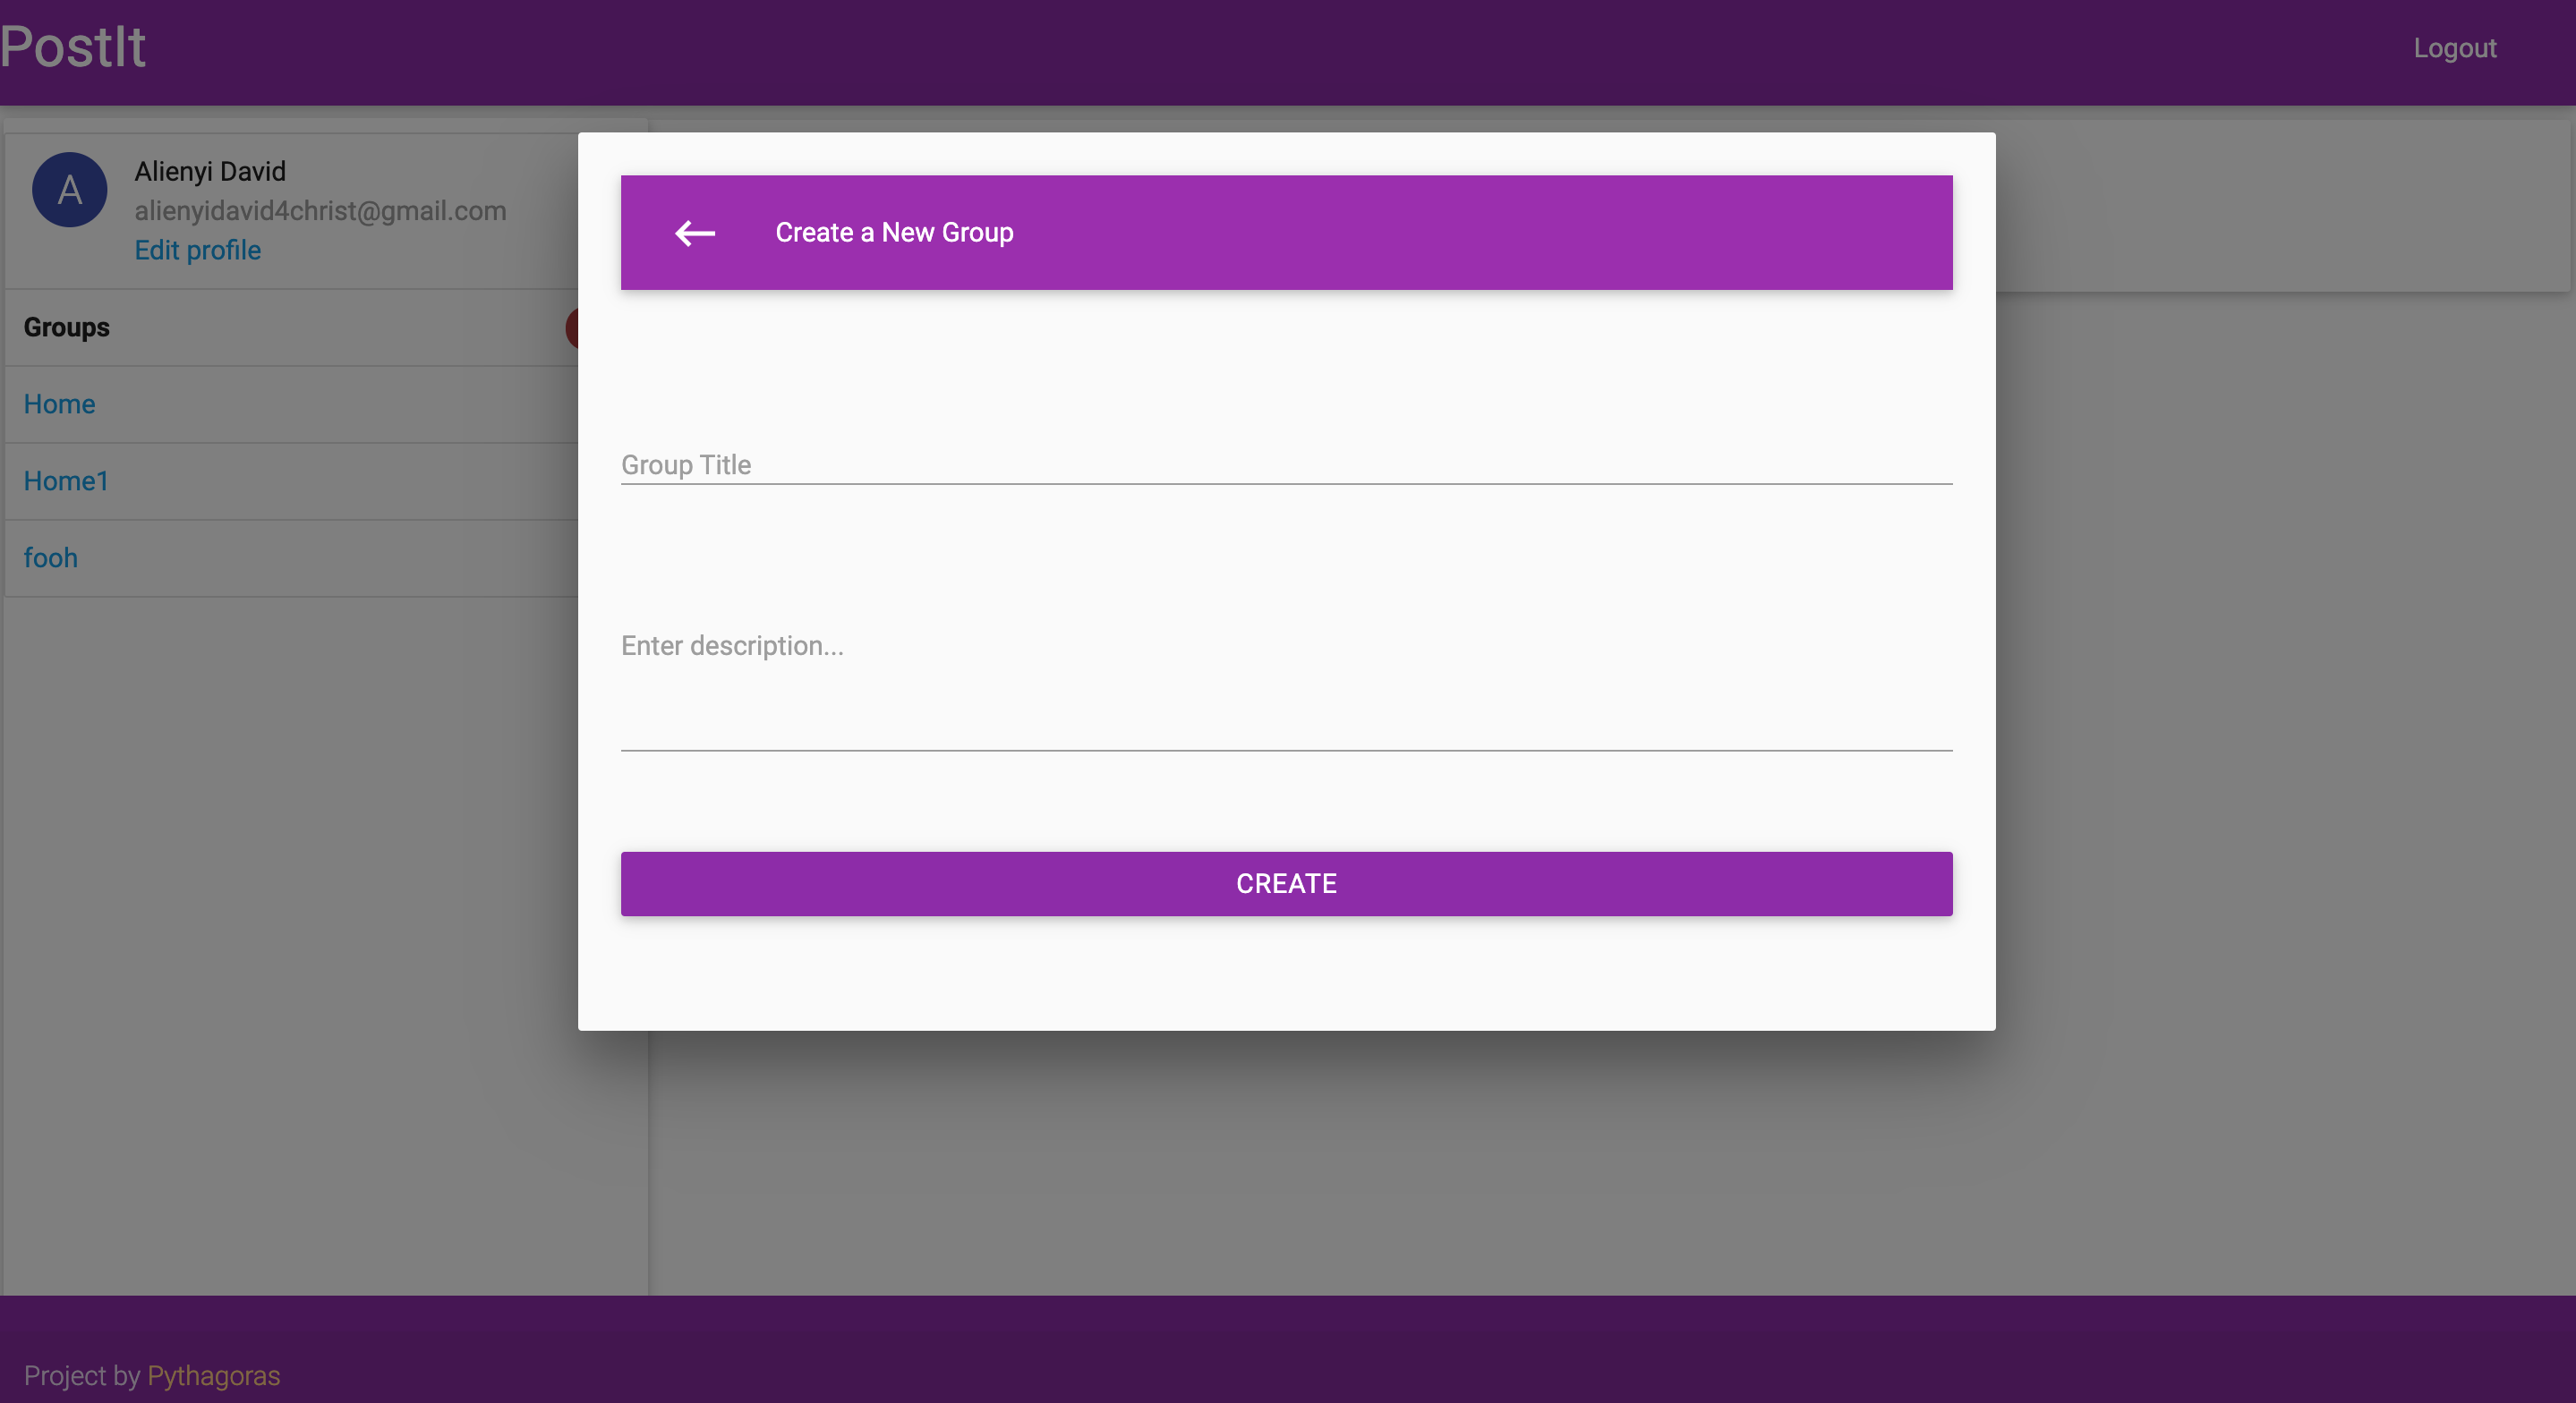 PostIt
Logout
A
Alienyi David
alienyidavid4christ@gmail.com
Edit profile
Groups
Home
Home1
fooh
Create a New Group
Group Title
Enter description...
CREATE
Project by Pythagoras